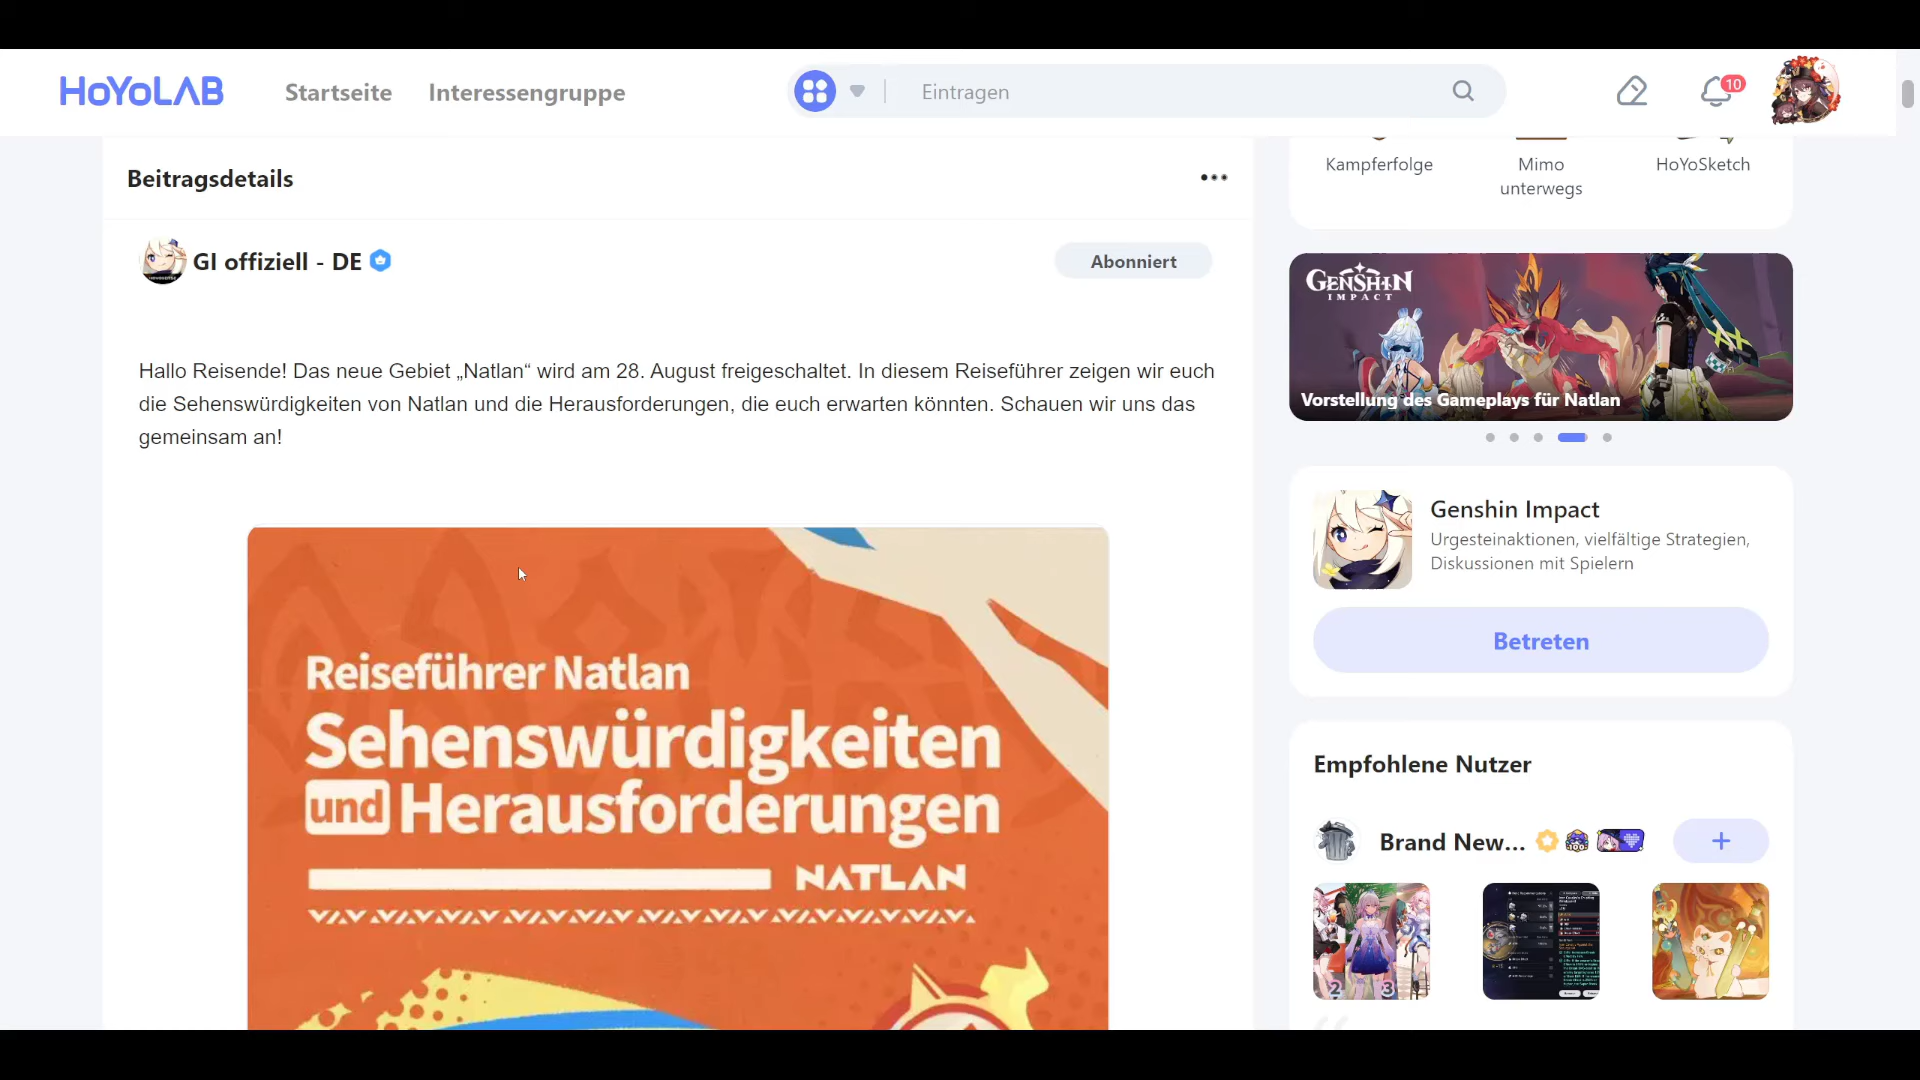 HoYoLAB
Startseite
Interessengruppe
Eintragen
10
Beitragsdetails
GI offiziell - DE
Abonniert
Hallo Reisende! Das neue Gebiet „Natlan“ wird am 28. August freigeschaltet. In diesem Reiseführer zeigen wir euch
die Sehenswürdigkeiten von Natlan und die Herausforderungen, die euch erwarten könnten. Schauen wir uns das
gemeinsam an!
Reiseführer Natlan
Sehenswürdigkeiten
und Herausforderungen
NATLAN
Kampferfolge
Mimo
unterwegs
HoYoSketch
GENSHIN
IMPACT
Vorstellung des Gameplays für Natlan
Genshin Impact
Urgesteinaktionen, vielfältige Strategien,
Diskussionen mit Spielern
Betreten
Empfohlene Nutzer
Brand New...
+
2
3